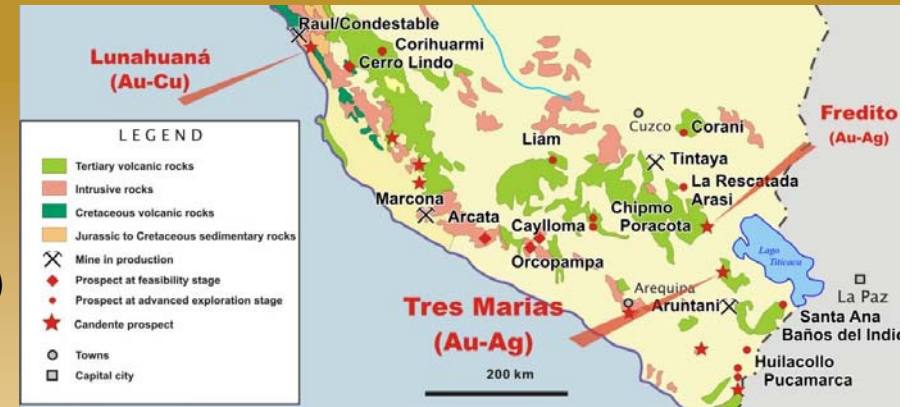 Raul/Condestable
Corihuarmi
Cerro Lindo
Lunahuaná
(Au-Cu)
LEGEND
Tertiary volcanic rocks
Intrusive rocks
Cretaceous volcanic rocks
Jurassic to Cretaceous sedimentary rocks
Mine in production
Prospect at feasibility stage
Prospect at advanced exploration stage
Candente prospect
Towns
Capital city
Cuzco
Corani
Fredito
(Au-Ag)
Liam
Tintaya
La Rescatada
Arasi
Marcona
Arcata
Caylloma
Chipmo
Poracota
Orcopampa
Lago
Titicaca
La Paz
Arequipa
Aruntani
Tres Marias
(Au-Ag)
Santa Ana
Baños del Indio
Huilacollo
Pucamarca
200 km